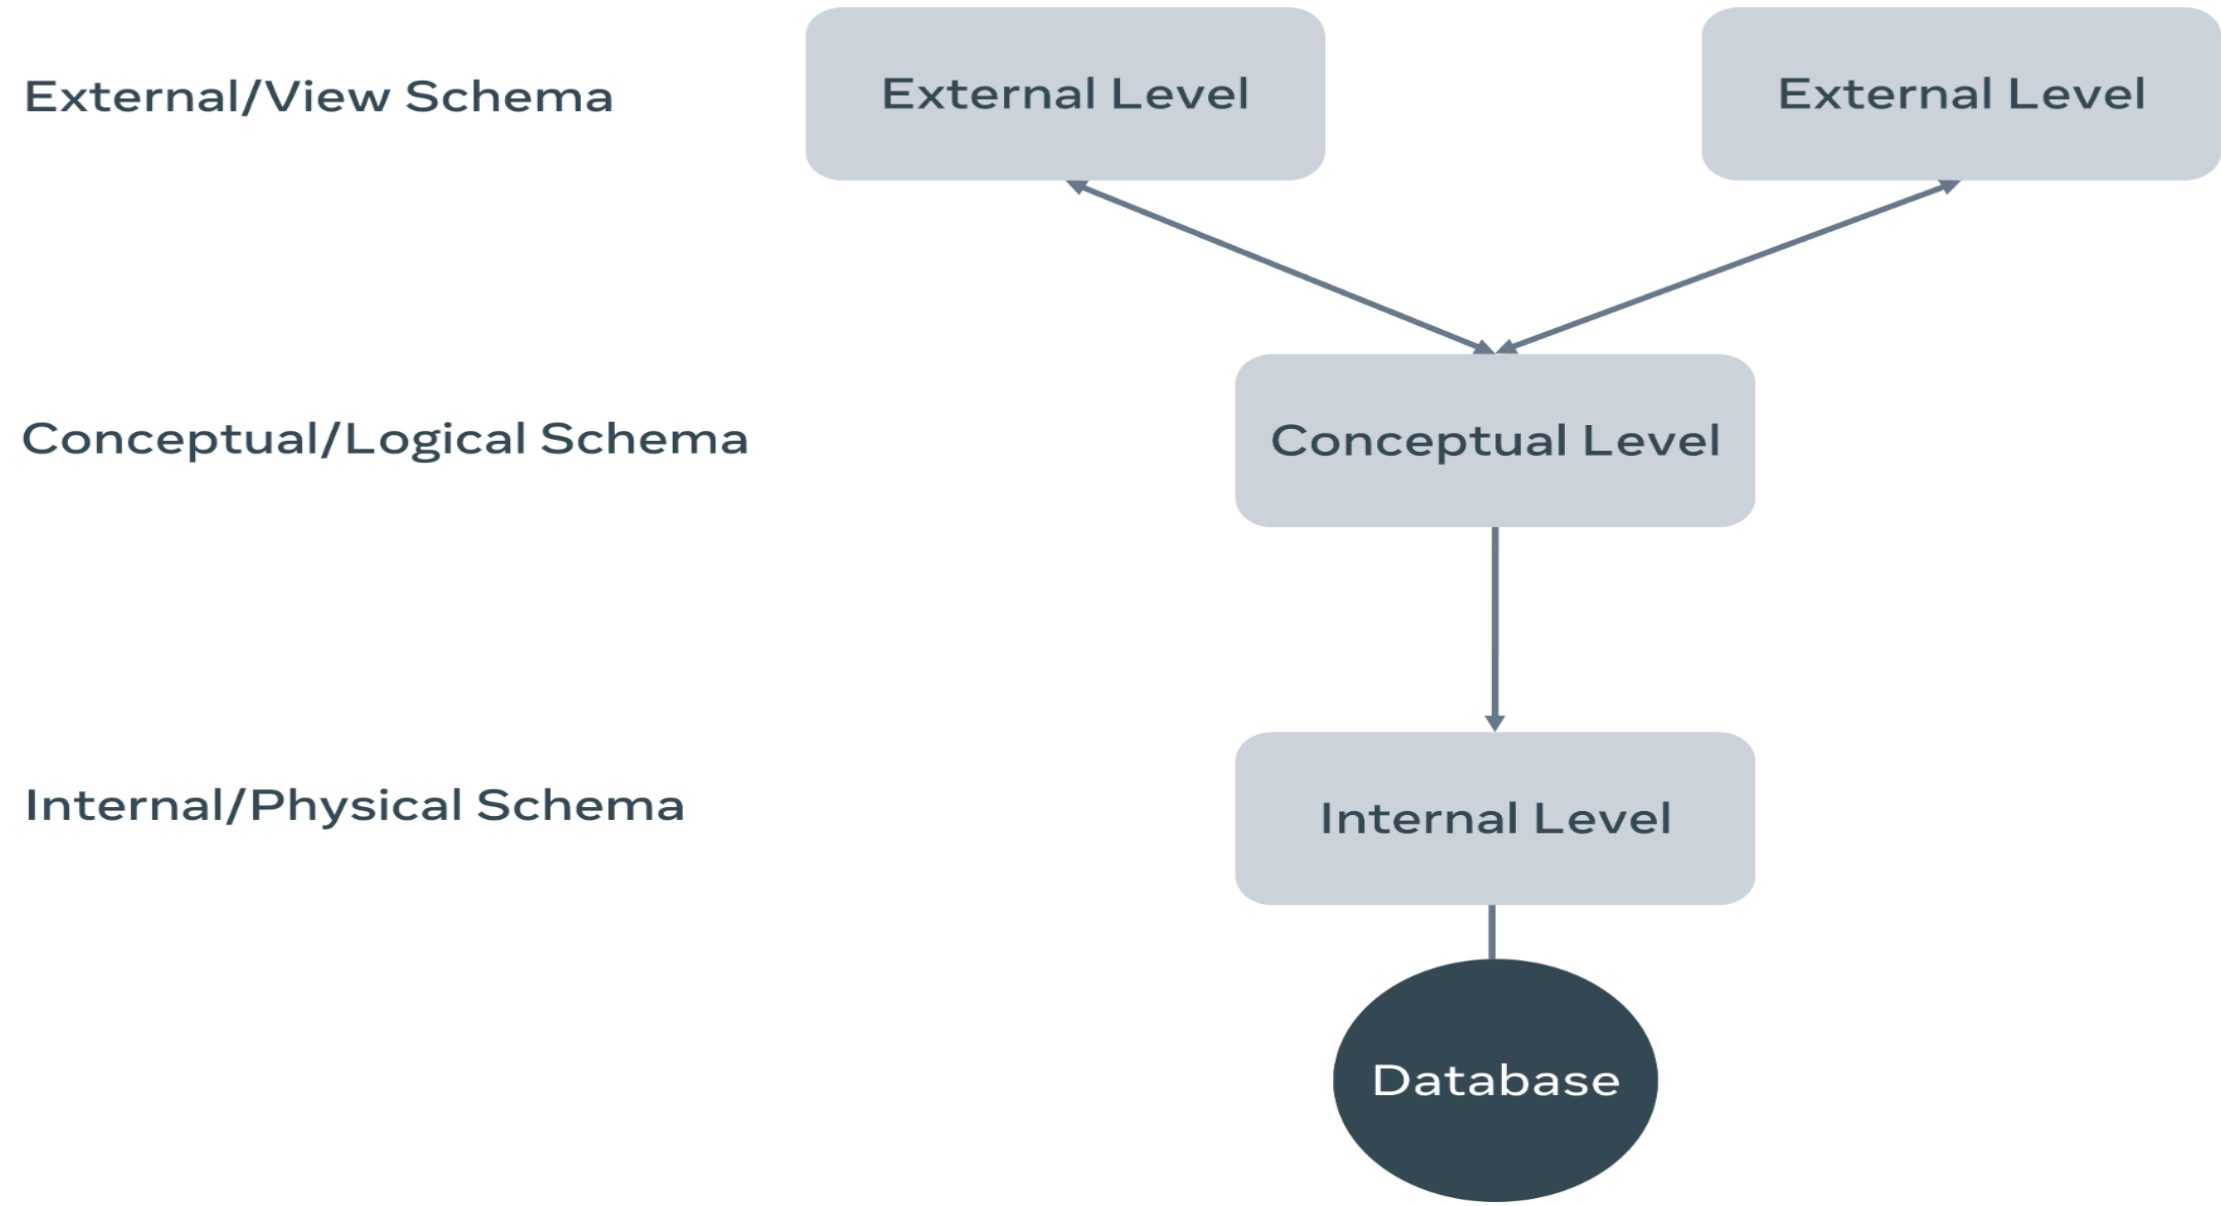 External/View Schema
External Level
External Level
Conceptual/Logical Schema
Conceptual Level
Internal/Physical Schema
Internal Level
Database